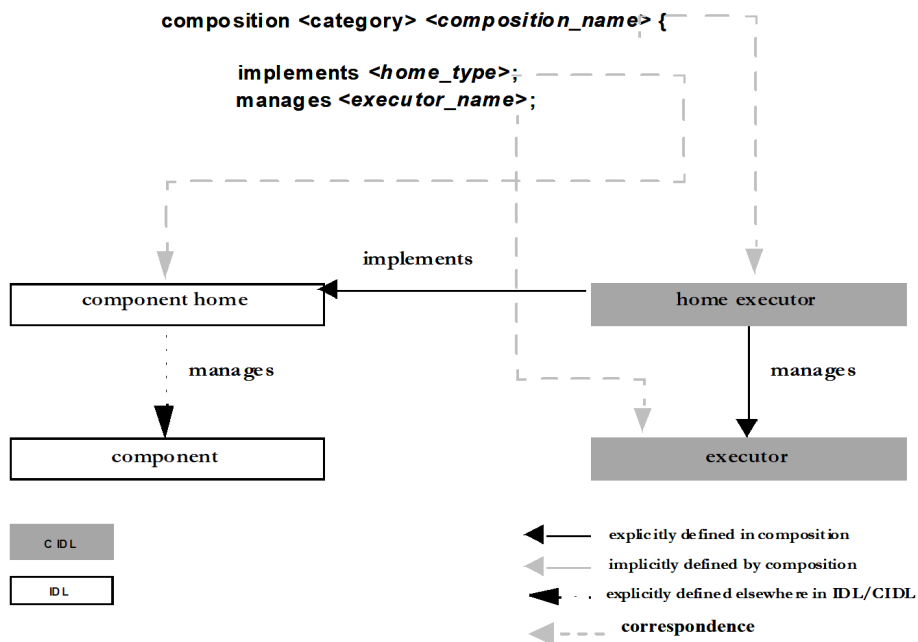 composition <category> <composition_name> {
implements <home_type>;
manages <executor_name>;
implements
component home
home executor
manages
manages
component
executor
CIDL
explicitly defined in composition
implicitly defined by composition
IDL
explicitly defined elsewhere in IDL/CIDL
correspondence